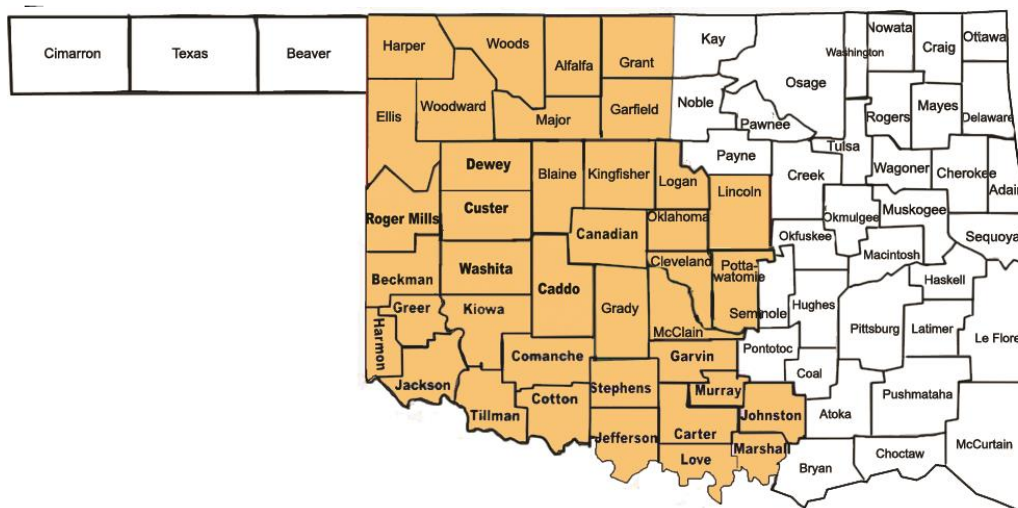 Cimarron
Texas
Beaver
Harper
Woods
Alfalfa
Grant
Kay
Osage
Washington
Nowata
Craig
Ottawa
Ellis
Woodward
Major
Garfield
Noble
Pawnee
Rogers
Mayes
Delaware
Dewey
Blaine
Kingfisher
Logan
Payne
Lincoln
Creek
Tulsa
Wagoner
Cherokee
Adair
Roger Mills
Custer
Canadian
Oklahoma
Okfuskee
Okmulgee
Muskogee
Sequoya
Beckman
Washita
Caddo
Cleveland
Potta-
watomie
Macintosh
Haskell
Greer
Kiowa
Grady
McClain
Seminole
Hughes
Pittsburg
Latimer
Le Flore
Harmon
Jackson
Comanche
Garvin
Pontotoc
Coal
Tillman
Cotton
Stephens
Murray
Johnston
Atoka
Pushmataha
Jefferson
Carter
Love
Marshall
Bryan
Choctaw
McCurtain